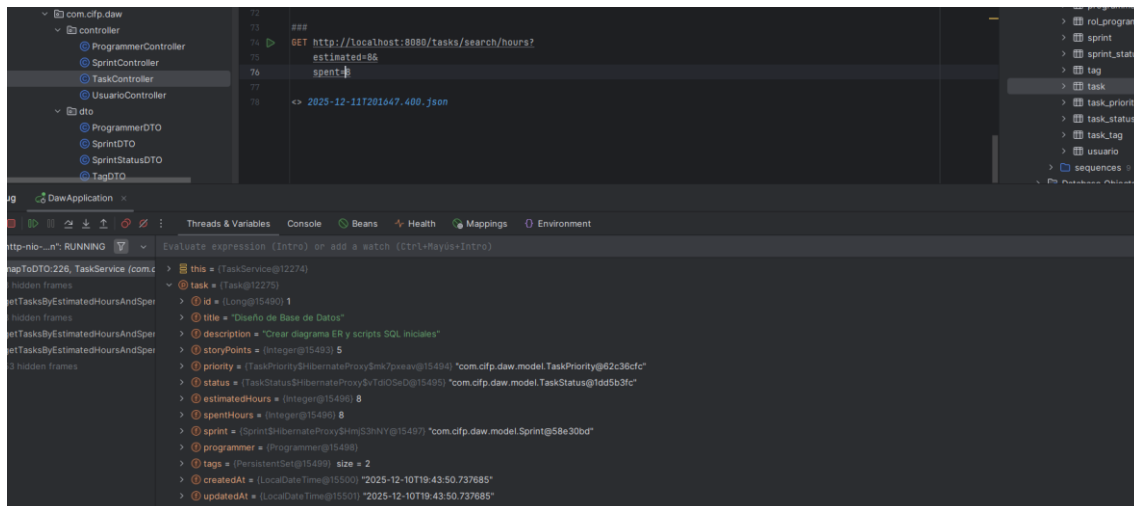 com.cifp.daw
controller
ProgrammerController
SprintController
TaskController
UsuarioController
dto
ProgrammerDTO
SprintDTO
SprintStatusDTO
TagDTO
72
73 ###
74 GET http://localhost:8080/tasks/search/hours?
75 estimated=8&
76 spent=8
77
78 <> 2025-12-11T201647.400.json
sprint
tag
task
task_status
task_tag
usuario
sequences 9
DawApplication
Threads & Variables Console Beans Health Mappings Environment
RUNNING Evaluate expression (Intro) or add a watch (Ctrl+Mayús+Intro)
mapToDTO:226, TaskService (com.c
hidden frames
getTasksByEstimatedHoursAndSper
hidden frames
getTasksByEstimatedHoursAndSper
getTasksByEstimatedHoursAndSper
hidden frames
this = {TaskService@12274}
task = {Task@12275}
id = {Long@15490} 1
title = "Diseño de Base de Datos"
description = "Crear diagrama ER y scripts SQL iniciales"
storyPoints = {Integer@15493} 5
priority = {TaskPriority$HibernateProxy$mk7pxeav@15494} "com.cifp.daw.model.TaskPriority@62c36cfc"
status = {TaskStatus$HibernateProxy$vTdiOSeD@15495} "com.cifp.daw.model.TaskStatus@1dd5b3fc"
estimatedHours = {Integer@15496} 8
spentHours = {Integer@15496} 8
sprint = {Sprint$HibernateProxy$HmjS3hNY@15497} "com.cifp.daw.model.Sprint@58e30bd"
programmer = {Programmer@15498}
tags = {PersistentSet@15499} size = 2
createdAt = {LocalDateTime@15500} "2025-12-10T19:43:50.737685"
updatedAt = {LocalDateTime@15501} "2025-12-10T19:43:50.737685"